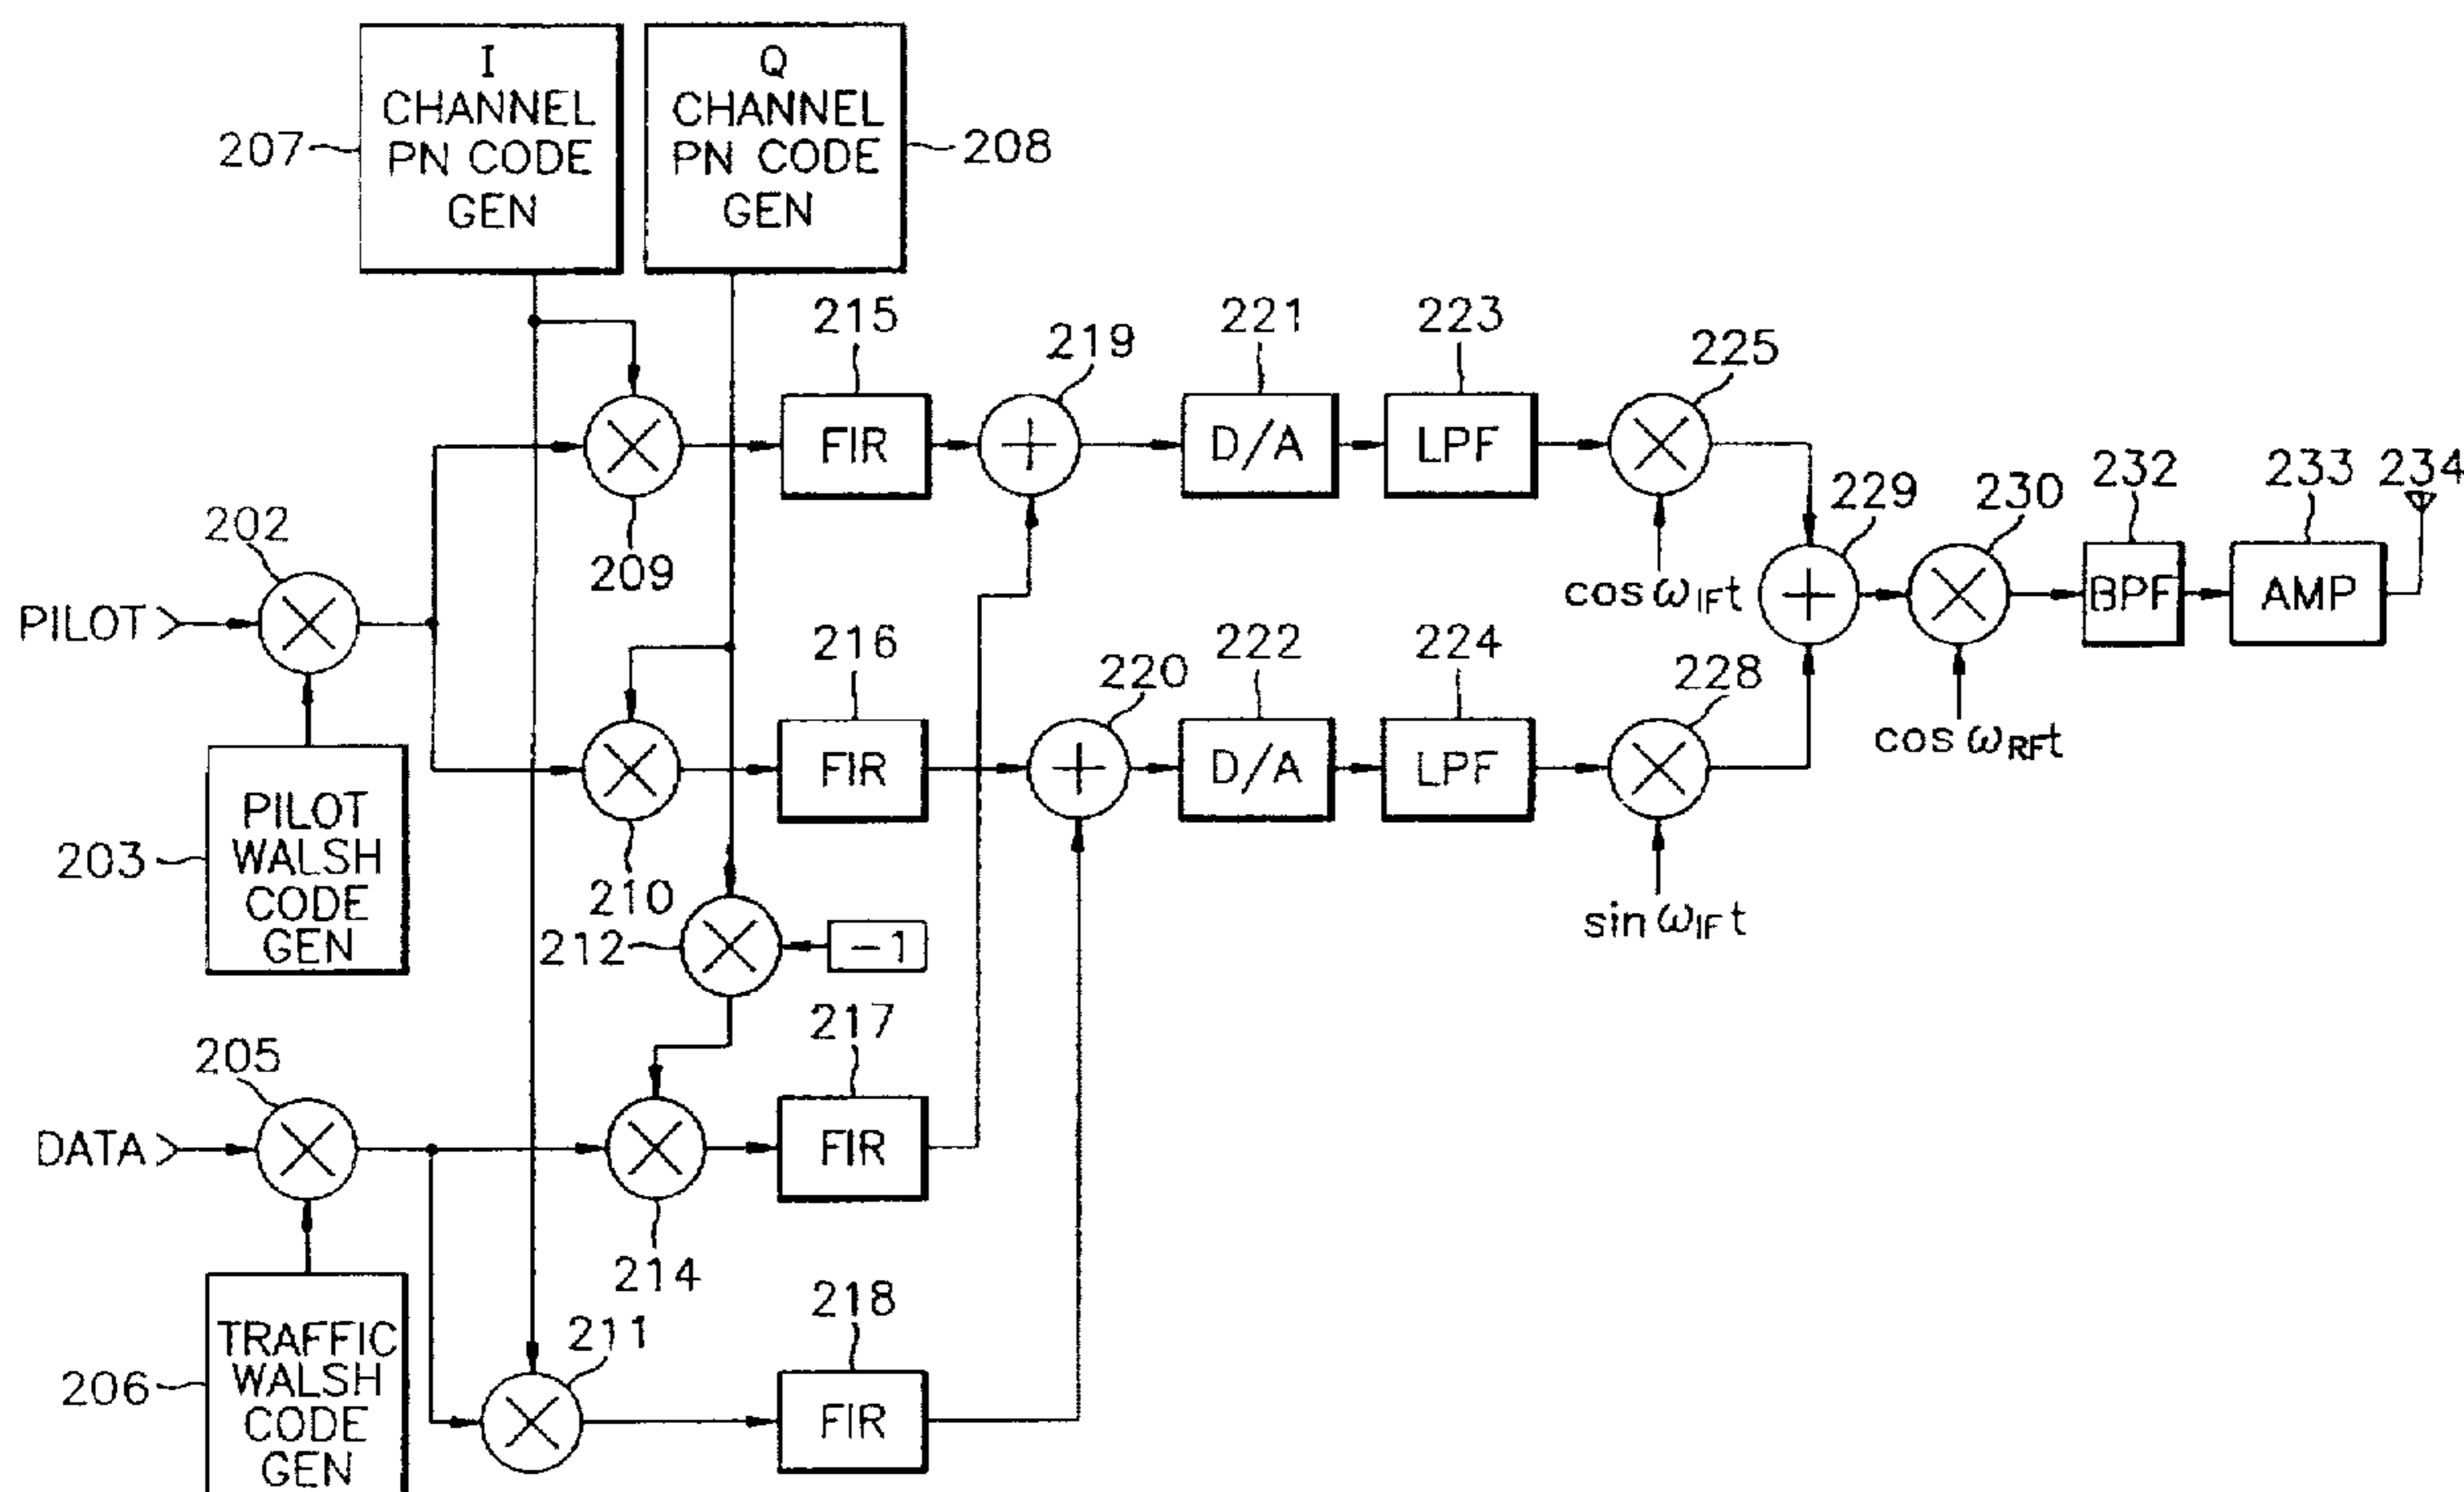 I
CHANNEL
PN CODE
GEN
Q
CHANNEL
PN CODE
GEN
207
208
215
219
221
223
225
FIR
D/A
LPF
209
cos ωIFt
229
230
232
233
234
BPF
AMP
cos ωRFt
202
PILOT
203
PILOT
WALSH
CODE
GEN
216
220
222
224
228
FIR
D/A
LPF
210
sin ωIFt
212
-1
217
205
DATA
FIR
214
206
TRAFFIC
WALSH
CODE
GEN
211
218
FIR